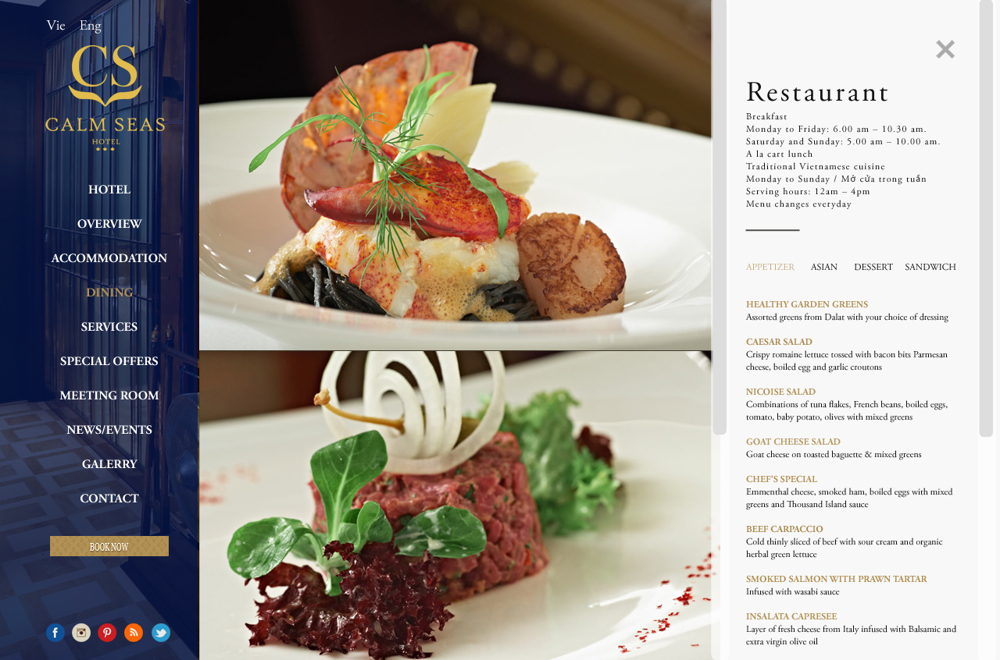 Vie Eng
CS
CALM SEAS
HOTEL
HOTEL
OVERVIEW
ACCOMMODATION
DINING
SERVICES
SPECIAL OFFERS
MEETING ROOM
NEWS/EVENTS
GALERRY
CONTACT
BOOK NOW
Restaurant
Breakfast
Monday to Friday: 6.00 am – 10.30 am.
Saturday and Sunday: 5.00 am – 10.00 am.
A la cart lunch
Traditional Vietnamese cuisine
Monday to Sunday / Mở cửa trong tuần
Serving hours: 12am – 4pm
Menu changes everyday
APPETIZER ASIAN DESSERT SANDWICH
HEALTHY GARDEN GREENS
Assorted greens from Dalat with your choice of dressing
CAESAR SALAD
Crispy romaine lettuce tossed with bacon bits Parmesan
cheese, boiled egg and garlic croutons
NICOISE SALAD
Combinations of tuna flakes, French beans, boiled eggs,
tomato, baby potato, olives with mixed greens
GOAT CHEESE SALAD
Goat cheese on toasted baguette & mixed greens
CHEF'S SPECIAL
Emmenthal cheese, smoked ham, boiled eggs with mixed
greens and Thousand Island sauce
BEEF CARPACCIO
Cold thinly sliced of beef with sour cream and organic
herbal green lettuce
SMOKED SALMON WITH PRAWN TARTAR
Infused with wasabi sauce
INSALATA CAPRESEE
Layer of fresh cheese from Italy infused with Balsamic and
extra virgin olive oil